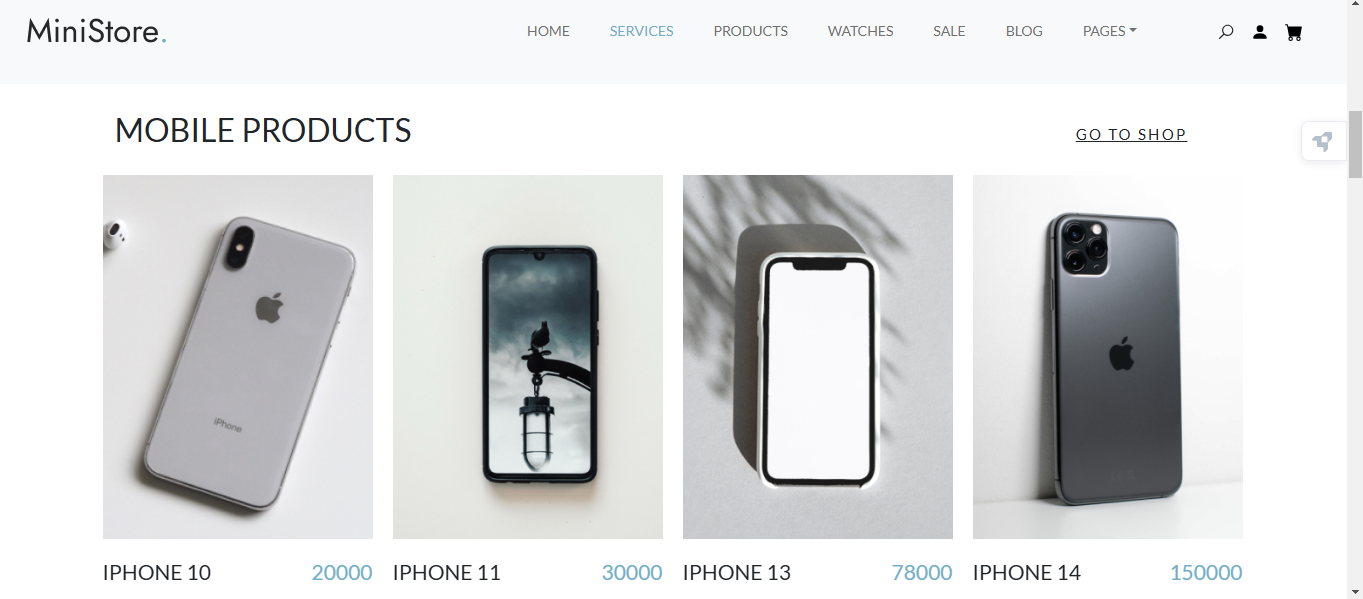 MiniStore.
HOME SERVICES PRODUCTS WATCHES SALE BLOG PAGES
MOBILE PRODUCTS
GO TO SHOP
iPhone
IPHONE 10 20000
IPHONE 11 30000
IPHONE 13 78000
IPHONE 14 150000